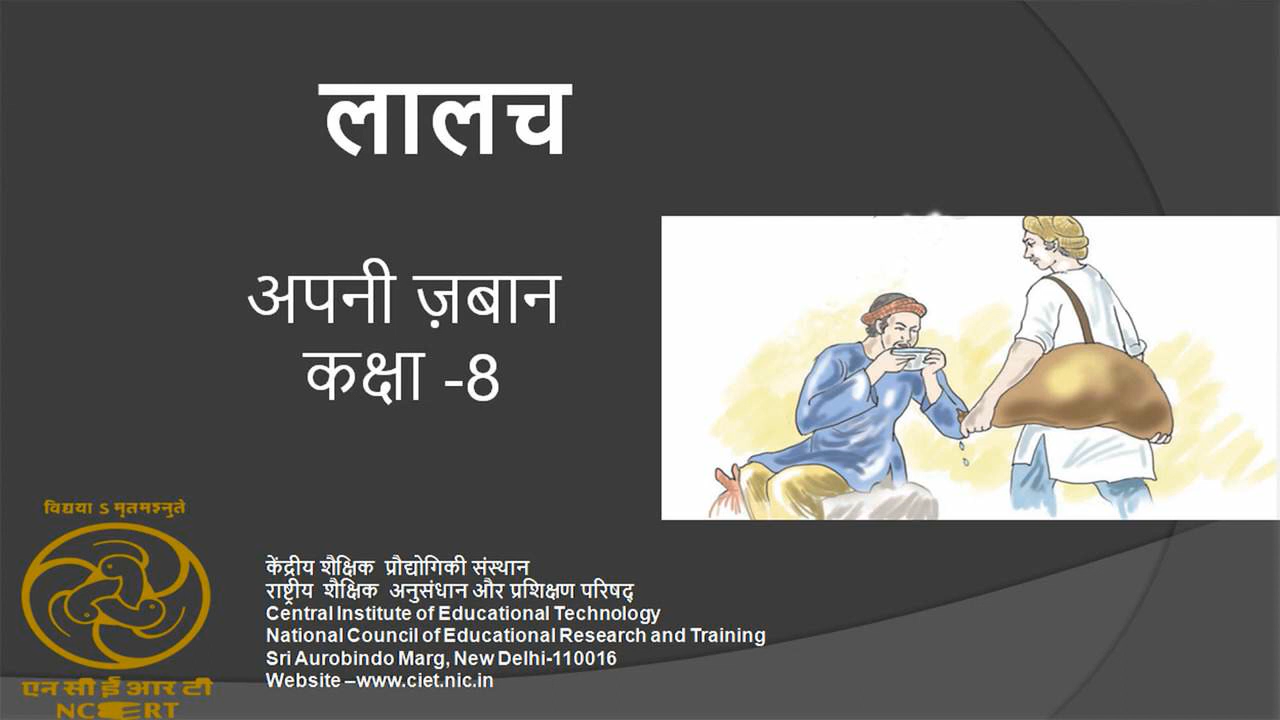 लालच
अपनी ज़बान
कक्षा -8
विद्यया ऽ मृतमश्नुते
एन सी ई आर टी
NCERT
केंद्रीय शैक्षिक प्रौद्योगिकी संस्थान
राष्ट्रीय शैक्षिक अनुसंधान और प्रशिक्षण परिषद्
Central Institute of Educational Technology
National Council of Educational Research and Training
Sri Aurobindo Marg, New Delhi-110016
Website –www.ciet.nic.in